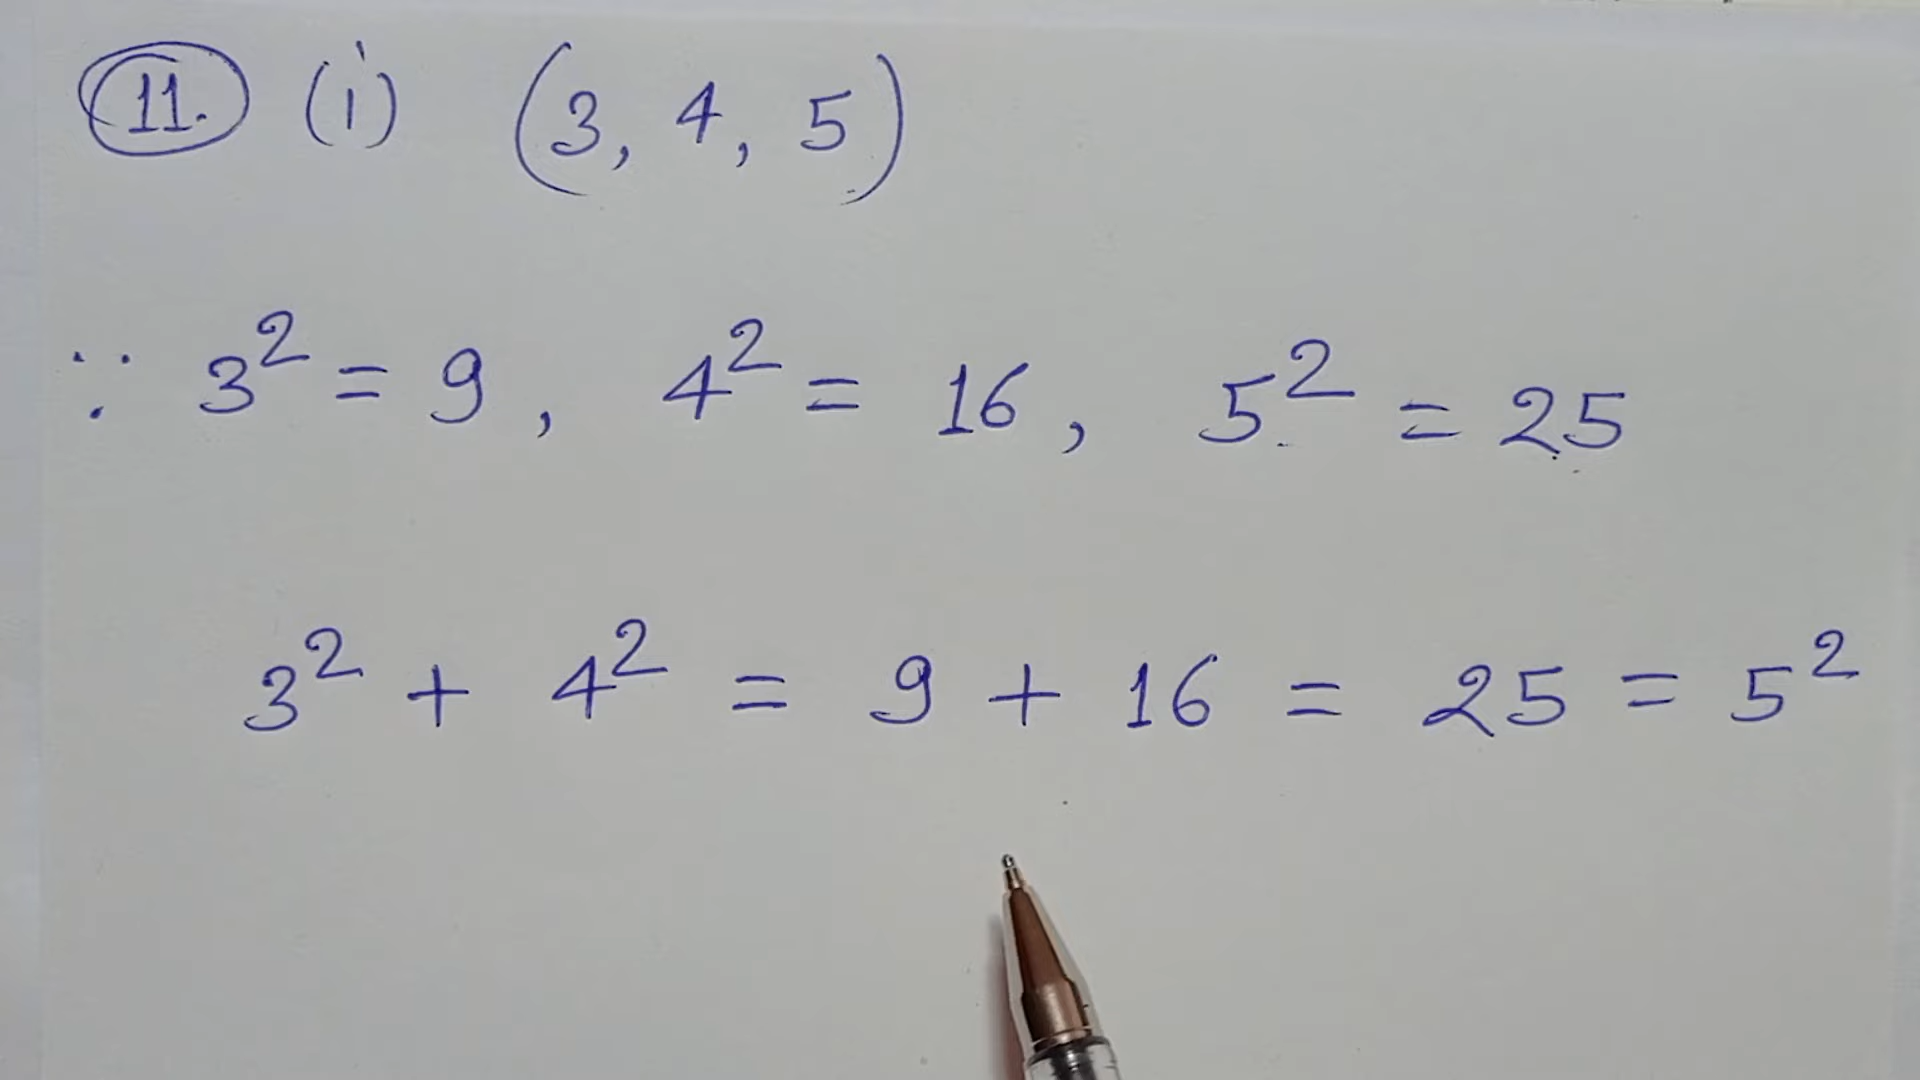 11. (i) (3, 4, 5)
∵ 3² = 9, 4² = 16, 5² = 25
3² + 4² = 9 + 16 = 25 = 5²